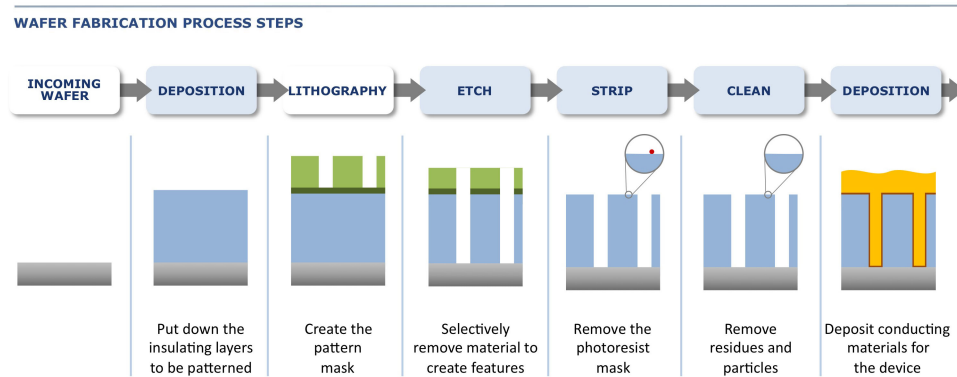 WAFER FABRICATION PROCESS STEPS
INCOMING
WAFER
DEPOSITION
LITHOGRAPHY
ETCH
STRIP
CLEAN
DEPOSITION
Put down the
insulating layers
to be patterned
Create the
pattern
mask
Selectively
remove material to
create features
Remove the
photoresist
mask
Remove
residues and
particles
Deposit conducting
materials for
the device